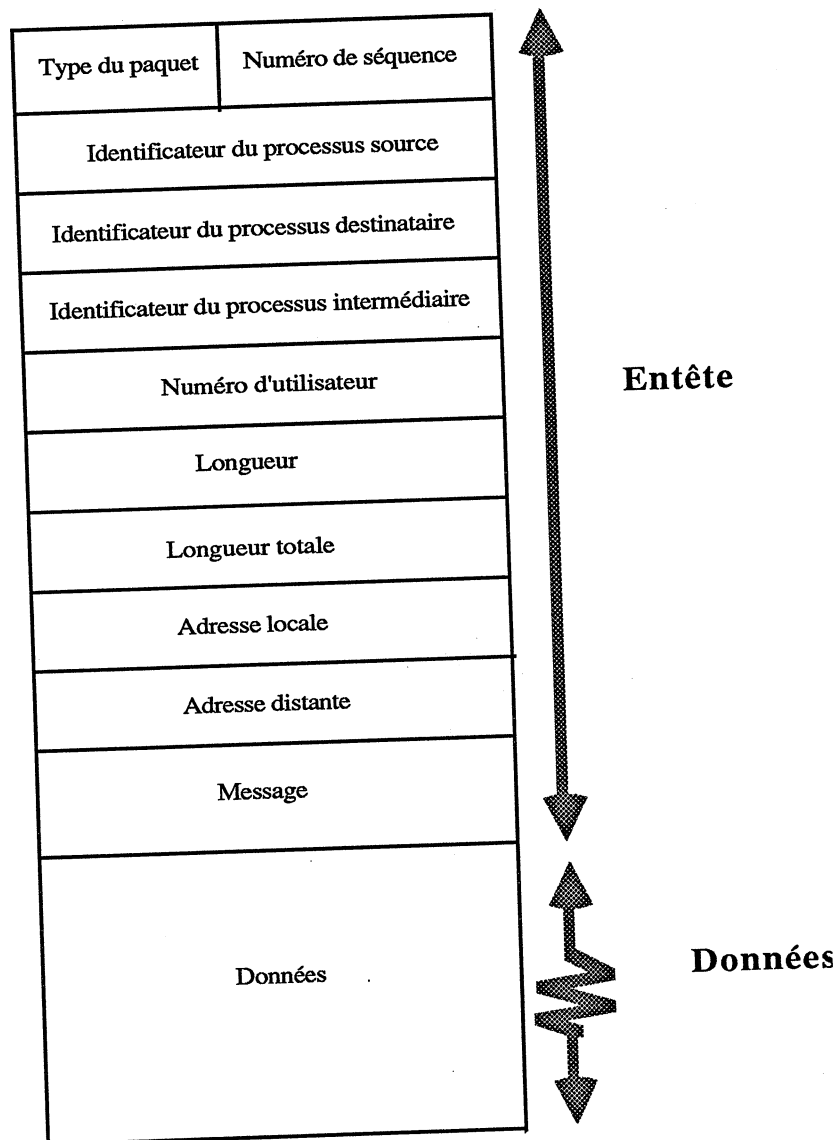 Type du paquet
Numéro de séquence
Identificateur du processus source
Identificateur du processus destinataire
Identificateur du processus intermédiaire
Numéro d'utilisateur
Entête
Longueur
Longueur totale
Adresse locale
Adresse distante
Message
Données
Données